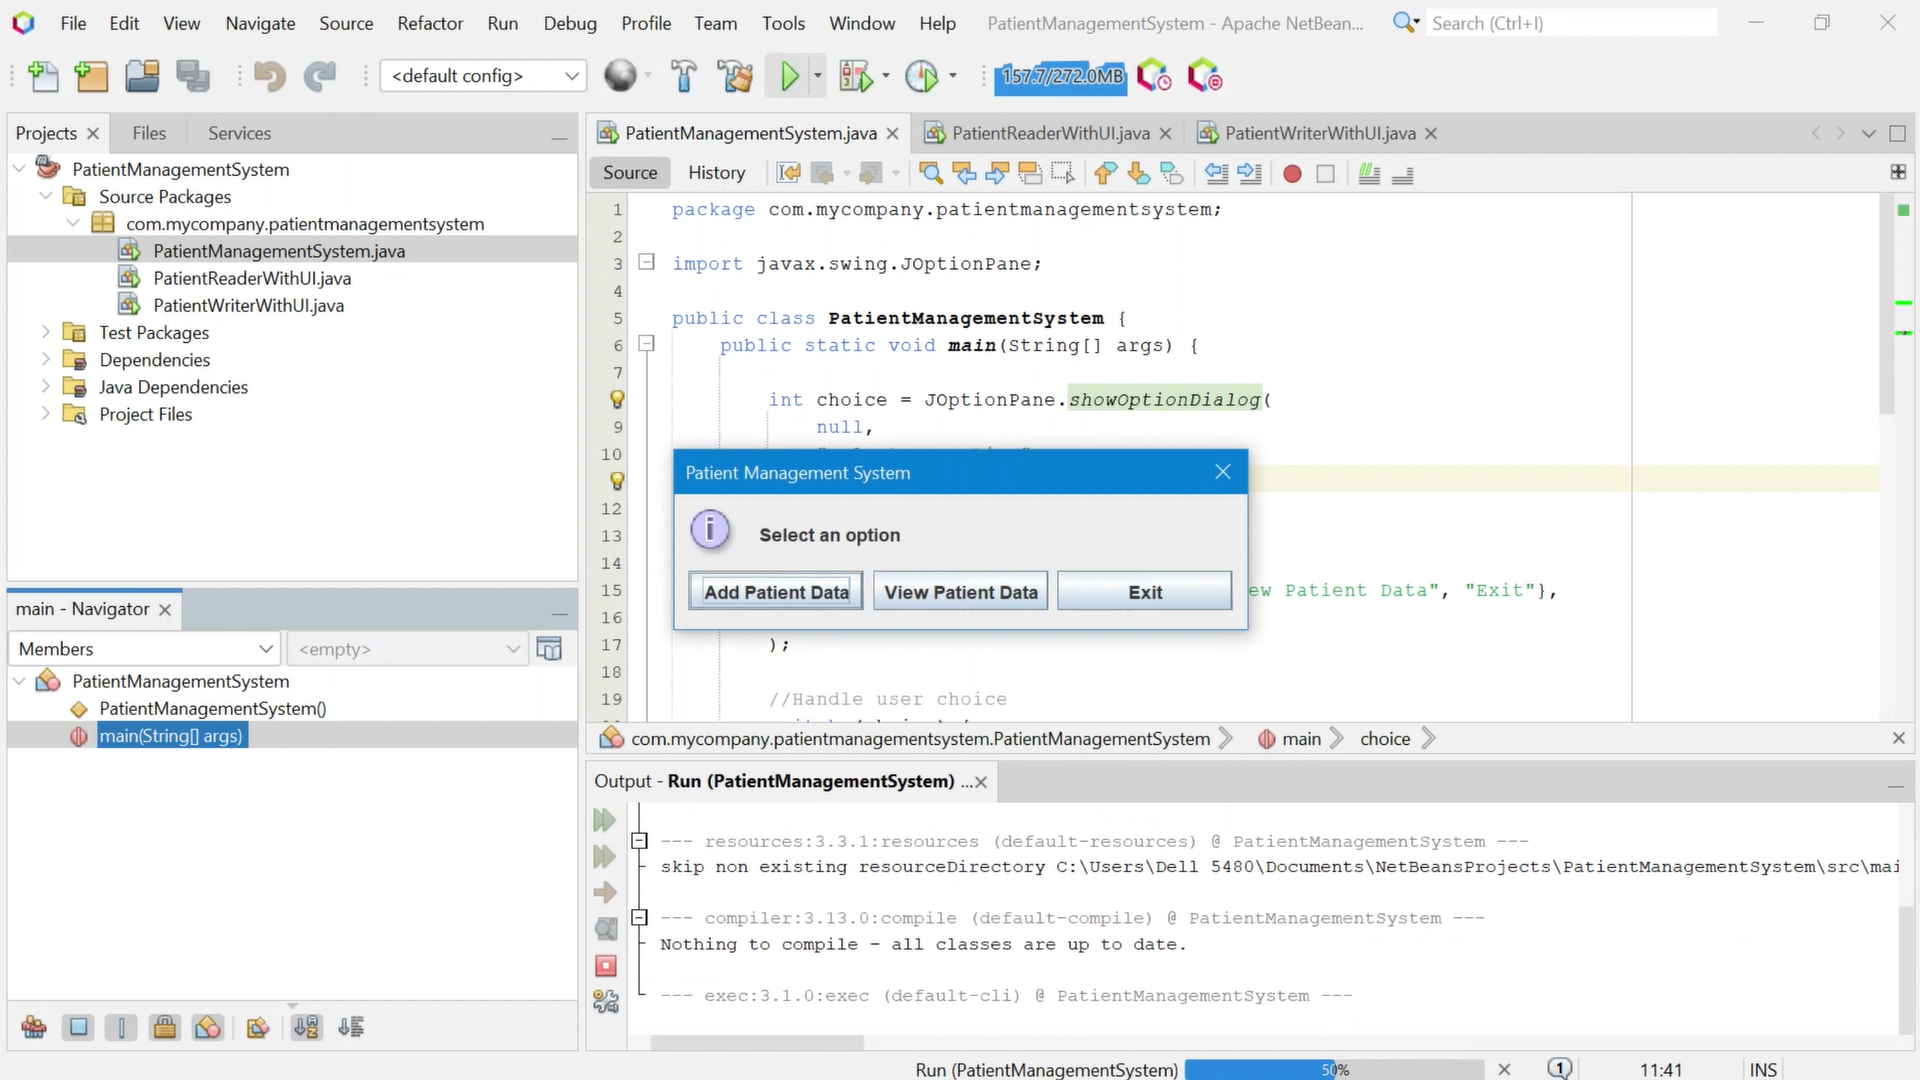 File Edit View Navigate Source Refactor Run Debug Profile Team Tools Window Help PatientManagementSystem - Apache NetBean... Search (Ctrl+I)
<default config> 157.7/272.0MB
Projects Files Services
PatientManagementSystem
Source Packages
com.mycompany.patientmanagementsystem
PatientManagementSystem.java
PatientReaderWithUI.java
PatientWriterWithUI.java
Test Packages
Dependencies
Java Dependencies
Project Files
main - Navigator
Members <empty>
PatientManagementSystem
PatientManagementSystem()
main(String[] args)
PatientManagementSystem.java PatientReaderWithUI.java PatientWriterWithUI.java
Source History
1 package com.mycompany.patientmanagementsystem;
2
3 import javax.swing.JOptionPane;
4
5 public class PatientManagementSystem {
6 public static void main(String[] args) {
7
int choice = JOptionPane.showOptionDialog(
9 null,
10
12
13
14
15 ew Patient Data", "Exit"},
16
17 );
18
19 //Handle user choice
Patient Management System
Select an option
Add Patient Data View Patient Data Exit
com.mycompany.patientmanagementsystem.PatientManagementSystem main choice
Output - Run (PatientManagementSystem) ...
--- resources:3.3.1:resources (default-resources) @ PatientManagementSystem ---
skip non existing resourceDirectory C:\Users\Dell 5480\Documents\NetBeansProjects\PatientManagementSystem\src\mai
--- compiler:3.13.0:compile (default-compile) @ PatientManagementSystem ---
Nothing to compile - all classes are up to date.
--- exec:3.1.0:exec (default-cli) @ PatientManagementSystem ---
Run (PatientManagementSystem) 50% 1 11:41 INS